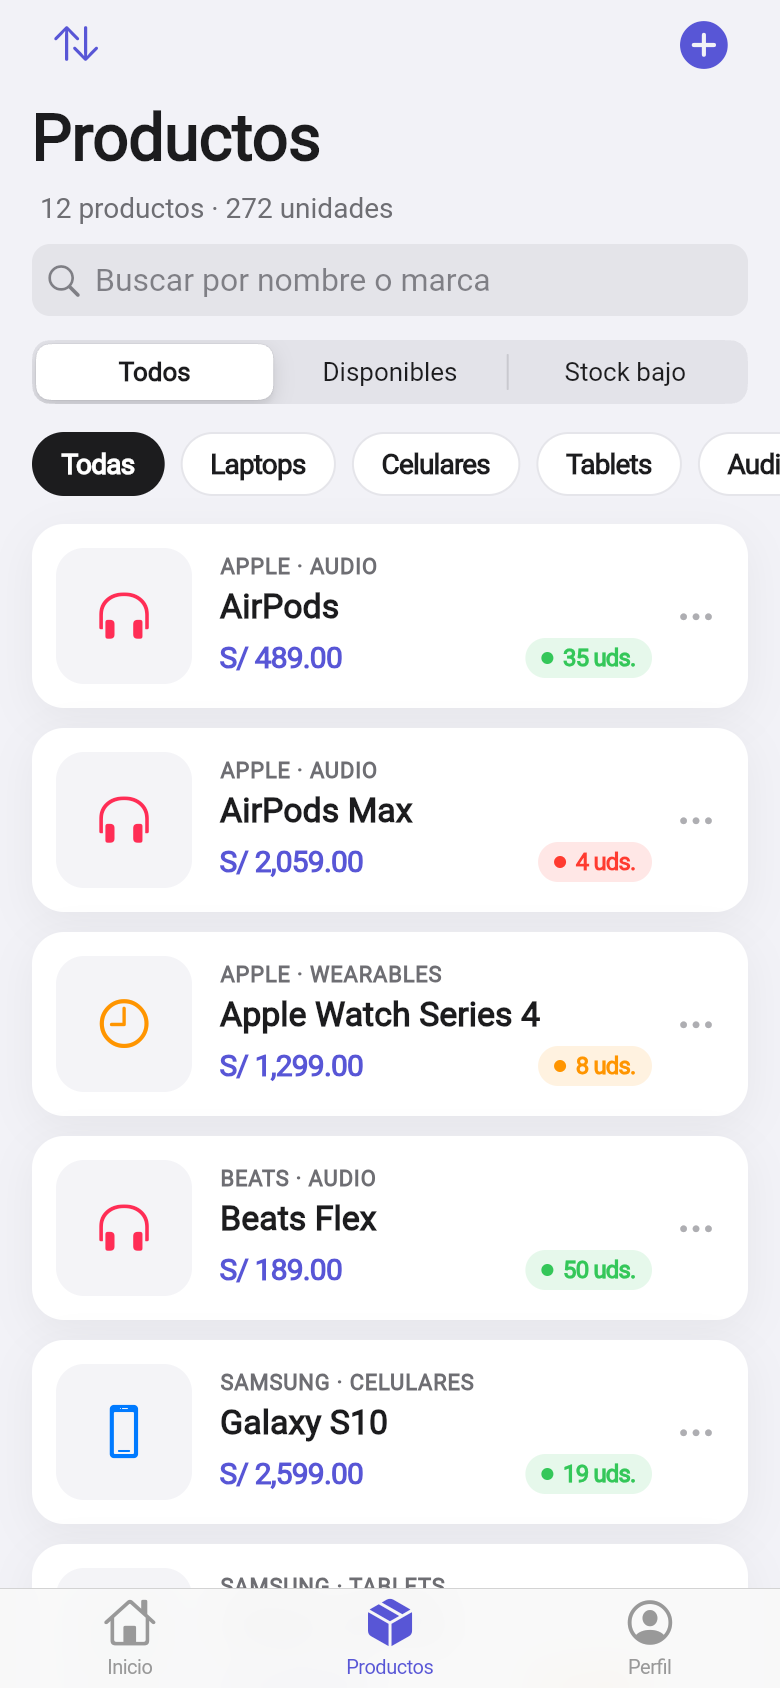 Productos
12 productos · 272 unidades
Buscar por nombre o marca
Todos Disponibles Stock bajo
Todas Laptops Celulares Tablets Audi
APPLE · AUDIO
AirPods
S/ 489.00 35 uds.
APPLE · AUDIO
AirPods Max
S/ 2,059.00 4 uds.
APPLE · WEARABLES
Apple Watch Series 4
S/ 1,299.00 8 uds.
BEATS · AUDIO
Beats Flex
S/ 189.00 50 uds.
SAMSUNG · CELULARES
Galaxy S10
S/ 2,599.00 19 uds.
SAMSUNG · TABLETS
Inicio Productos Perfil